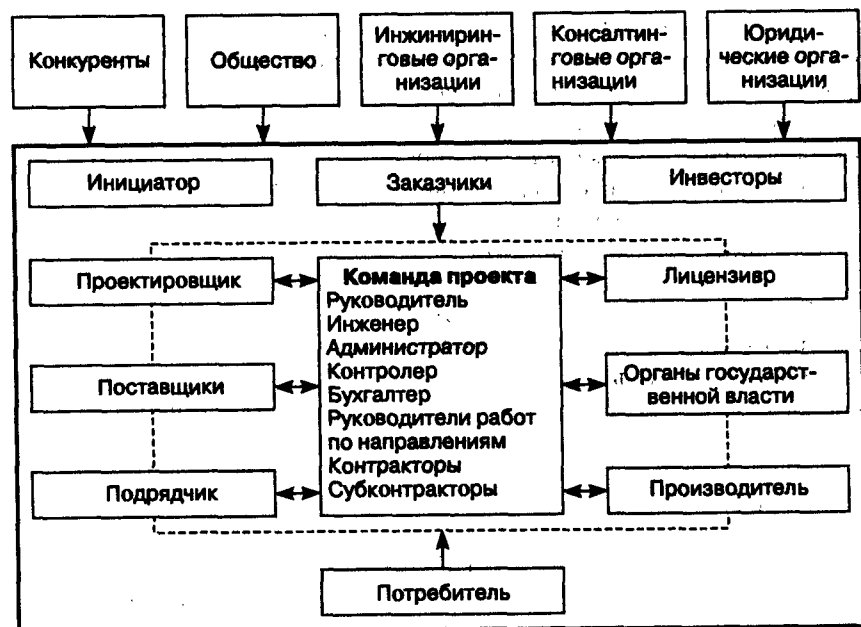 Конкуренты
Общество
Инжинирин-
говые орга-
низации
Консалтин-
говые орга-
низации
Юриди-
ческие орга-
низации
Инициатор
Заказчики
Инвесторы
Проектировщик
Команда проекта
Лицензивр
Руководитель
Инженер
Администратор
Контролер
Бухгалтер
Руководители работ
по направлениям
Контракторы
Субконтракторы
Поставщики
Органы государст-
венной власти
Подрядчик
Производитель
Потребитель